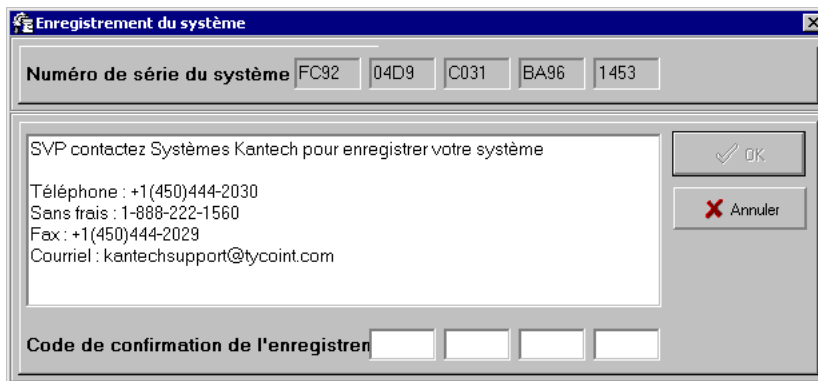 Enregistrement du système
Numéro de série du système FC92 04D9 C031 BA96 1453
SVP contactez Systèmes Kantech pour enregistrer votre système
Téléphone : +1(450)444-2030
Sans frais : 1-888-222-1560
Fax : +1(450)444-2029
Courriel : kantechsupport@tycoint.com
OK
Annuler
Code de confirmation de l'enregistren